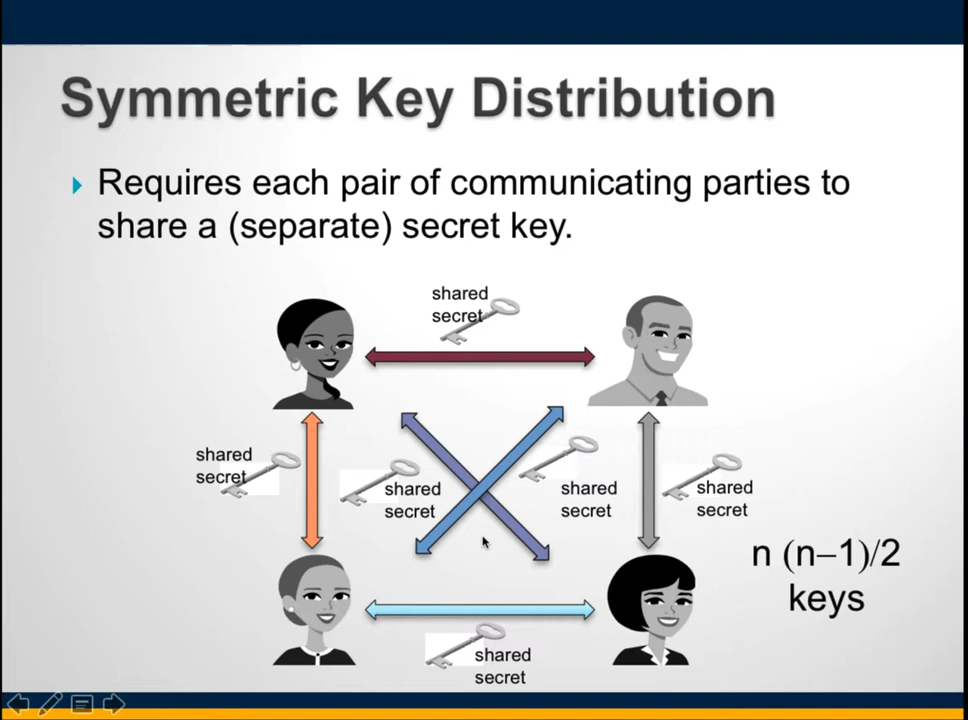 Symmetric Key Distribution
Requires each pair of communicating parties to
share a (separate) secret key.
shared
secret
shared
secret
shared
secret
shared
secret
shared
secret
n (n−1)/2
keys
shared
secret